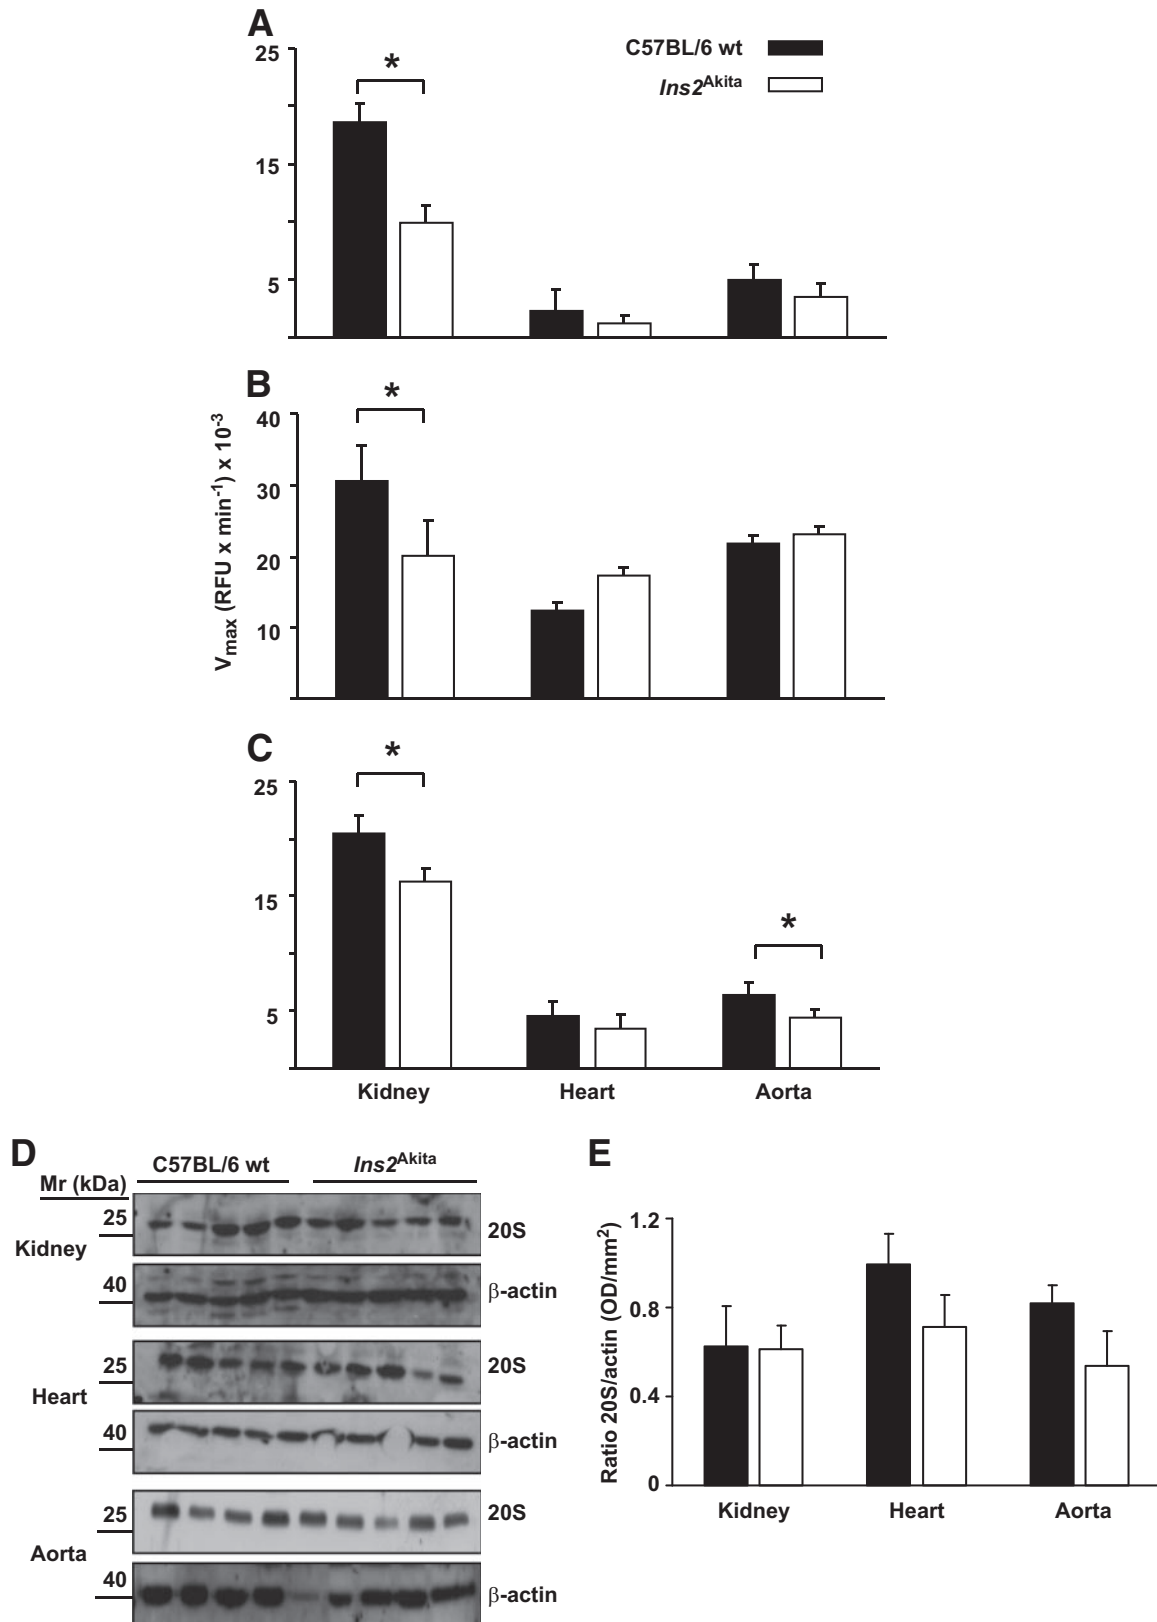 A
25
15
5
*
C57BL/6 wt
Ins2Akita
B
40
30
20
10
*
Vmax (RFU x min-1) x 10-3
C
25
15
5
*
*
Kidney
Heart
Aorta
D
C57BL/6 wt
Ins2Akita
Mr (kDa)
25
20S
Kidney
40
β-actin
25
20S
Heart
40
β-actin
25
20S
Aorta
40
β-actin
E
Ratio 20S/actin (OD/mm2)
1.2
0.8
0.4
0
Kidney
Heart
Aorta